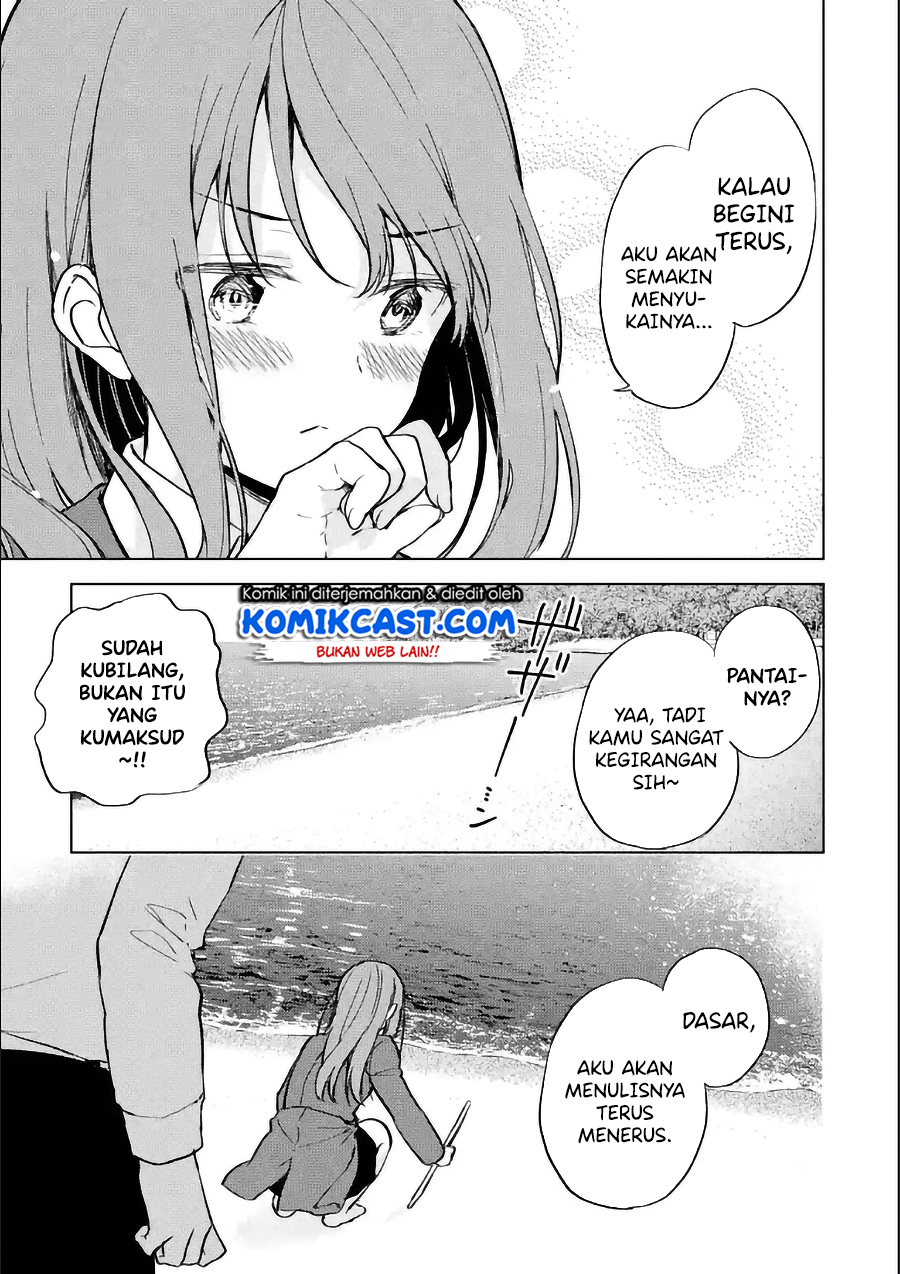 KALAU
BEGINI
TERUS,
AKU AKAN
SEMAKIN
MENYU-
KAINYA...
Komik ini diterjemahkan & diedit oleh
KOMIKCAST.COM
BUKAN WEB LAIN!!
PANTAI-
NYA?
YAA, TADI
KAMU SANGAT
KEGIRANGAN
SIH~
SUDAH
KUBILANG,
BUKAN ITU
YANG
KUMAKSUD
~!!
DASAR,
AKU AKAN
MENULISNYA
TERUS
MENERUS.